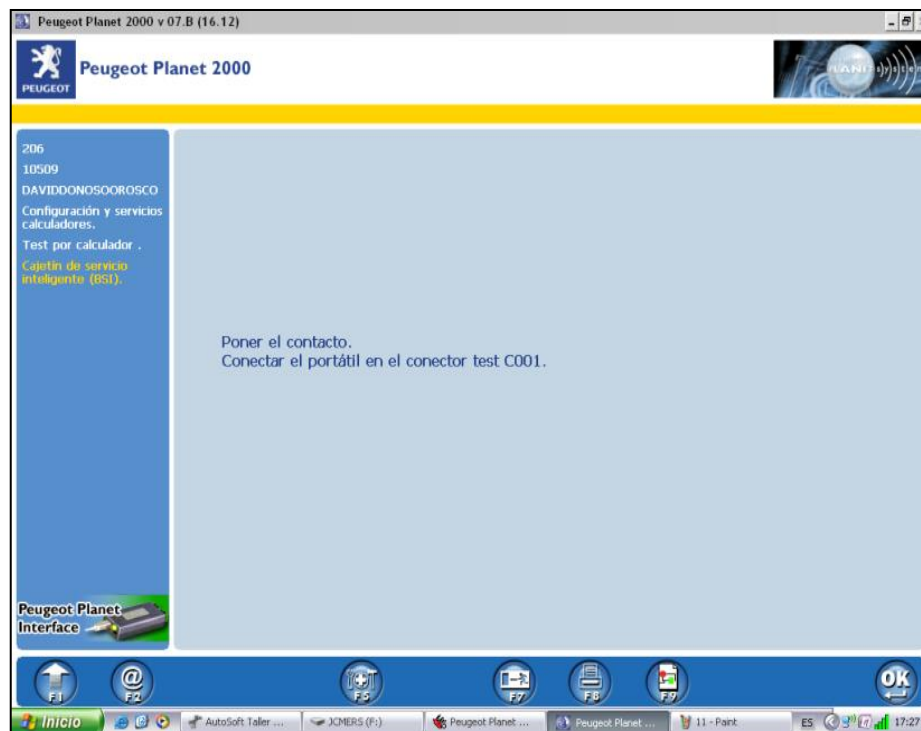 Peugeot Planet 2000 v 07.B (16.12)
PEUGEOT
Peugeot Planet 2000
206
10509
DAVIDDONOSOOROSCO
Configuración y servicios
calculadores.
Test por calculador .
Cajetín de servicio
inteligente (BSI).
Poner el contacto.
Conectar el portátil en el conector test C001.
Peugeot Planet
Interface
@
OK
F1
F2
F5
F7
F8
F9
Inicio
AutoSoft Taller ...
JCMERS (F:)
Peugeot Planet ...
Peugeot Planet ...
11 - Paint
ES
17:27